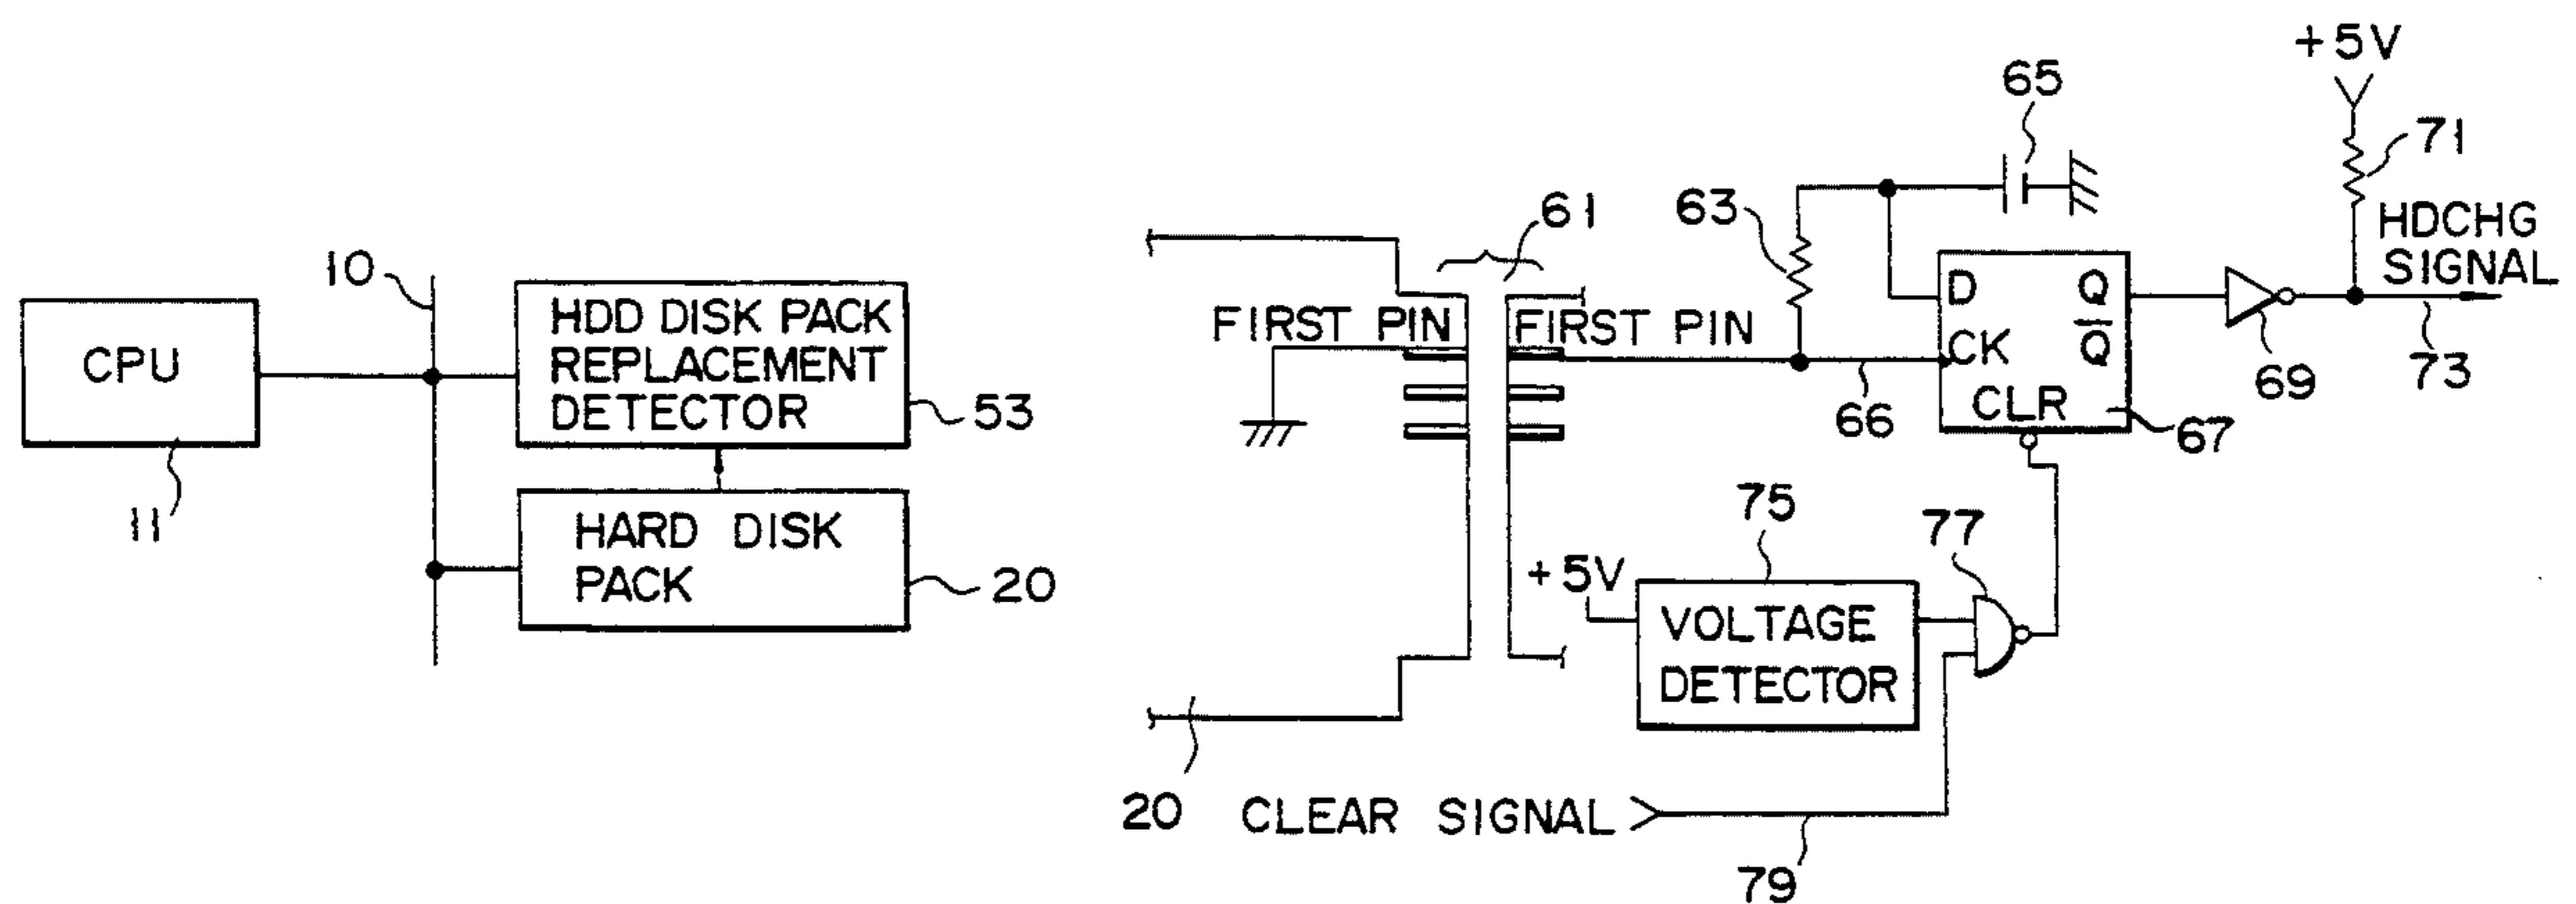 CPU
11
10
HDD DISK PACK
REPLACEMENT
DETECTOR
53
HARD DISK
PACK
20
61
FIRST PIN
FIRST PIN
63
65
66
D
Q
CK
Q̅
CLR
67
69
+5V
71
HDCHG
SIGNAL
73
+5V
75
VOLTAGE
DETECTOR
77
20
CLEAR SIGNAL
79